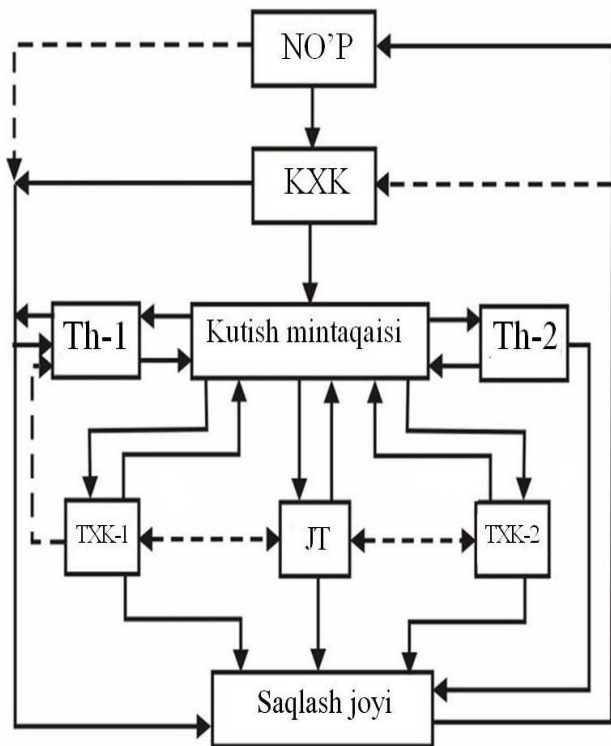 NO’P
KXK
Th-1
Kutish mintaqaisi
Th-2
TXK-1
JT
TXK-2
Saqlash joyi